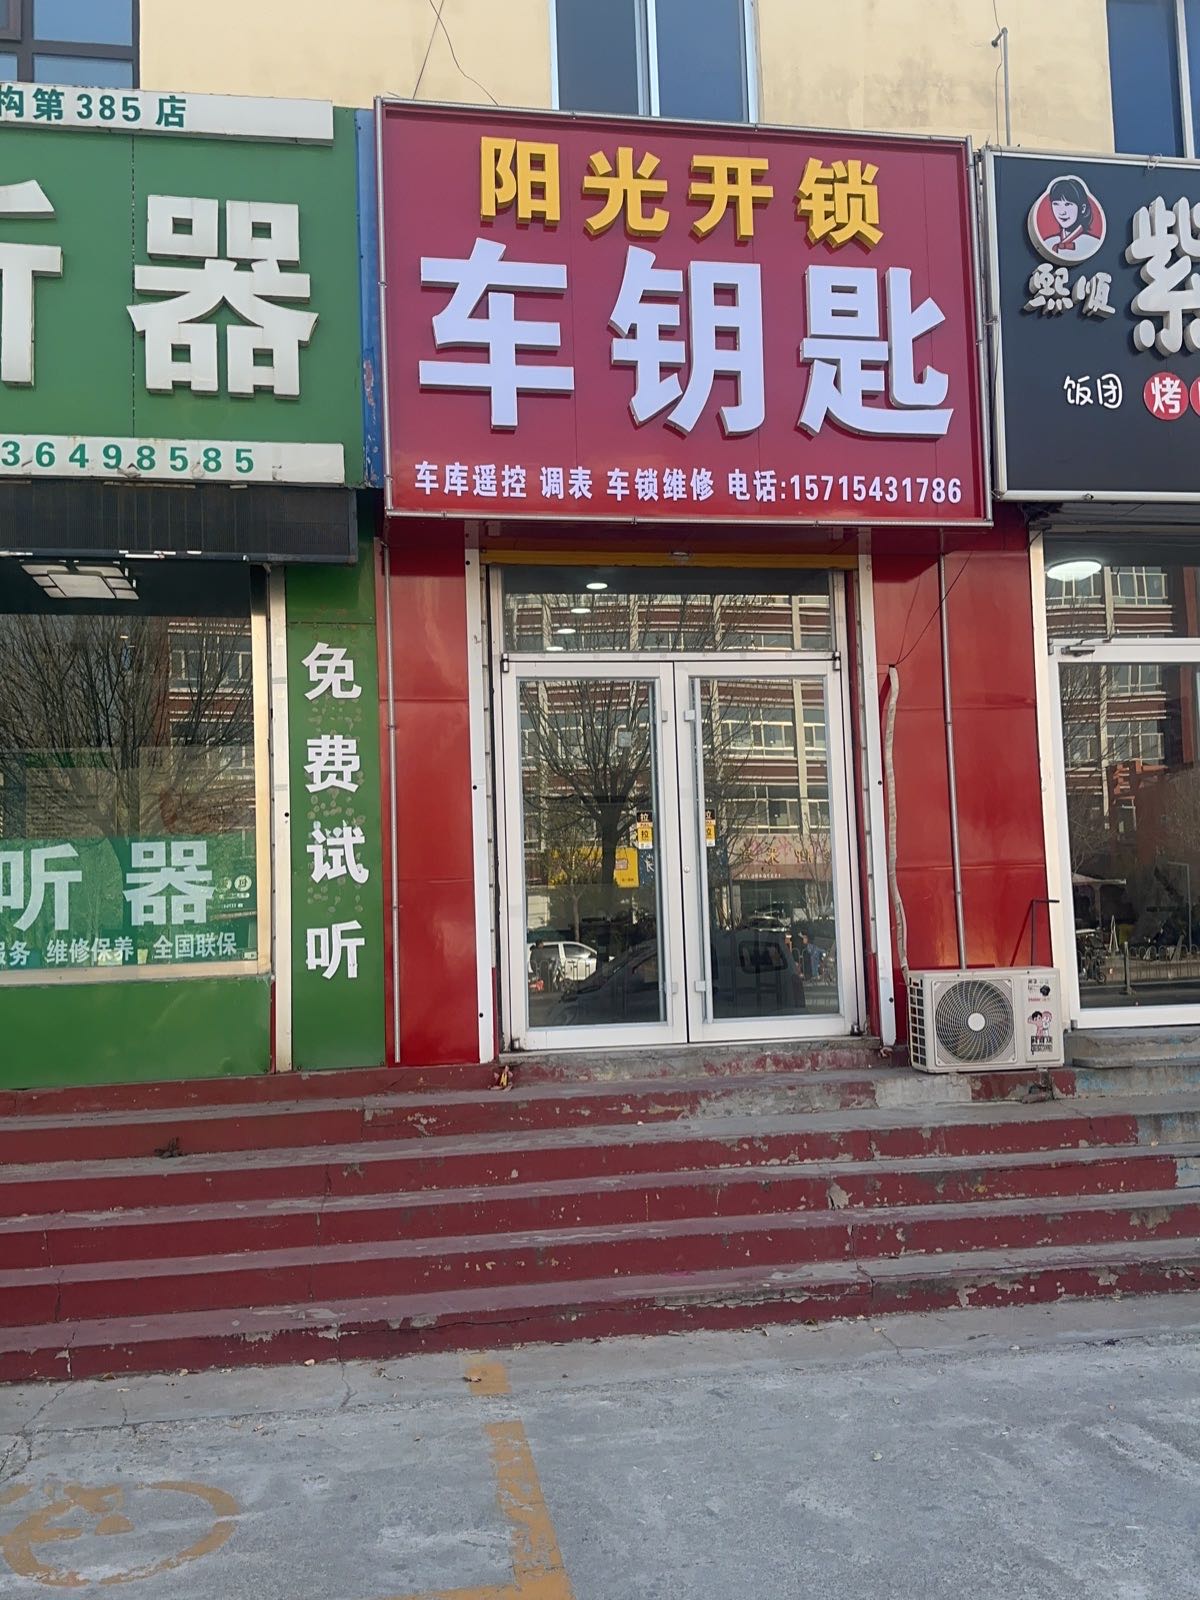 构第385店
器
36498585
免费试听
听器
服务 维修保养 全国联保
阳光开锁
车钥匙
车库遥控 调表 车锁维修 电话:15715431786
拉
拉
熙顺
紫
饭团 烤